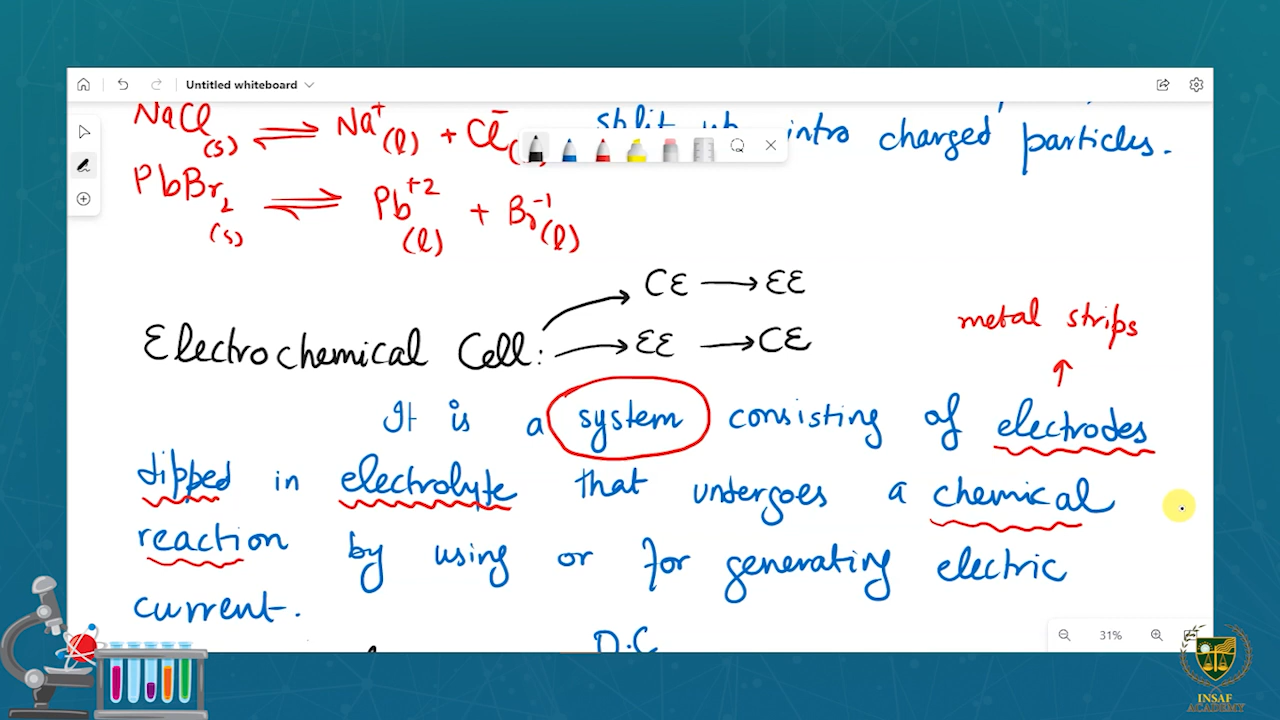 Untitled whiteboard
NaCl(s) ⇌ Na⁺(l) + Cl⁻(
intro charged particles.
PbBr₂(s) ⇌ Pb⁺²(l) + Br⁻¹(l)
CE → EE
Electrochemical Cell: → EE → CE
metal strips
↑
It is a system consisting of electrodes
dipped in electrolyte that undergoes a chemical
reaction by using or for generating electric
current.
D.C
31%
INSAF
ACADEMY